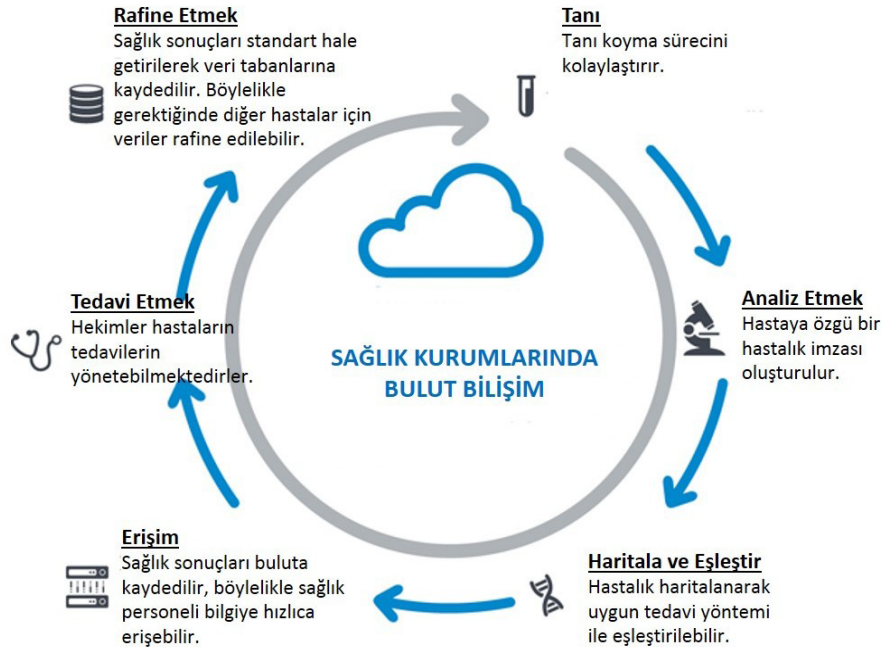 Rafine Etmek
Sağlık sonuçları standart hale
getirilerek veri tabanlarına
kaydedilir. Böylelikle
gerektiğinde diğer hastalar için
veriler rafine edilebilir.
Tanı
Tanı koyma sürecini
kolaylaştırır.
Analiz Etmek
Hastaya özgü bir
hastalık imzası
oluşturulur.
Haritala ve Eşleştir
Hastalık haritalanarak
uygun tedavi yöntemi
ile eşleştirilebilir.
Erişim
Sağlık sonuçları buluta
kaydedilir, böylelikle sağlık
personeli bilgiye hızlıca
erişebilir.
Tedavi Etmek
Hekimler hastaların
tedavilerin
yönetebilmektedirler.
SAĞLIK KURUMLARINDA
BULUT BİLİŞİM